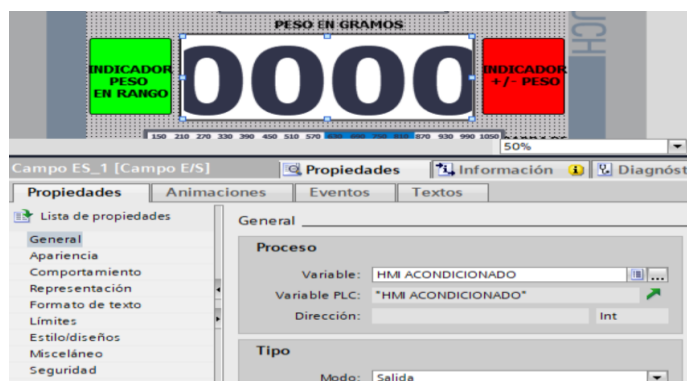 PESO EN GRAMOS
INDICADOR
PESO
EN RANGO
0000
INDICADOR
+/- PESO
UCH
150 210 270 330 390 450 510 570 630 690 750 810 870 930 990 1050
50%
Campo ES_1 [Campo E/S]
Propiedades
Información
Diagnóst
Propiedades
Animaciones
Eventos
Textos
Lista de propiedades
General
Apariencia
Comportamiento
Representación
Formato de texto
Límites
Estilo/diseños
Misceláneo
Seguridad
General
Proceso
Variable: HMI ACONDICIONADO ...
Variable PLC: "HMI ACONDICIONADO"
Dirección: Int
Tipo
Modo: Salida